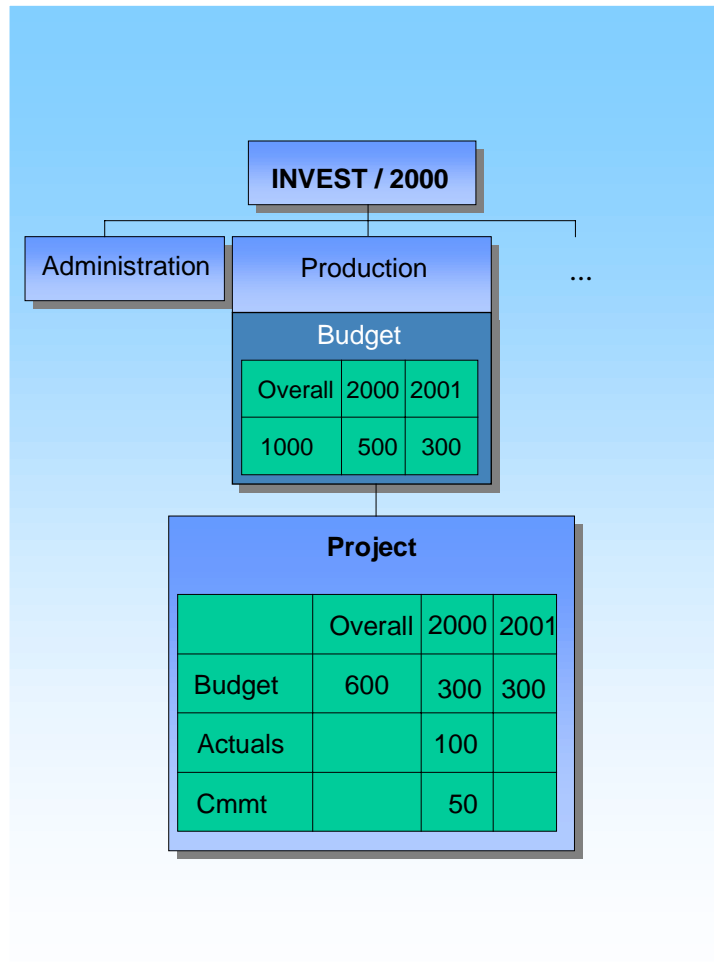 INVEST / 2000
Administration
Production
...
Budget
Overall 2000 2001
1000 500 300
Project
Overall 2000 2001
Budget 600 300 300
Actuals 100
Cmmt 50